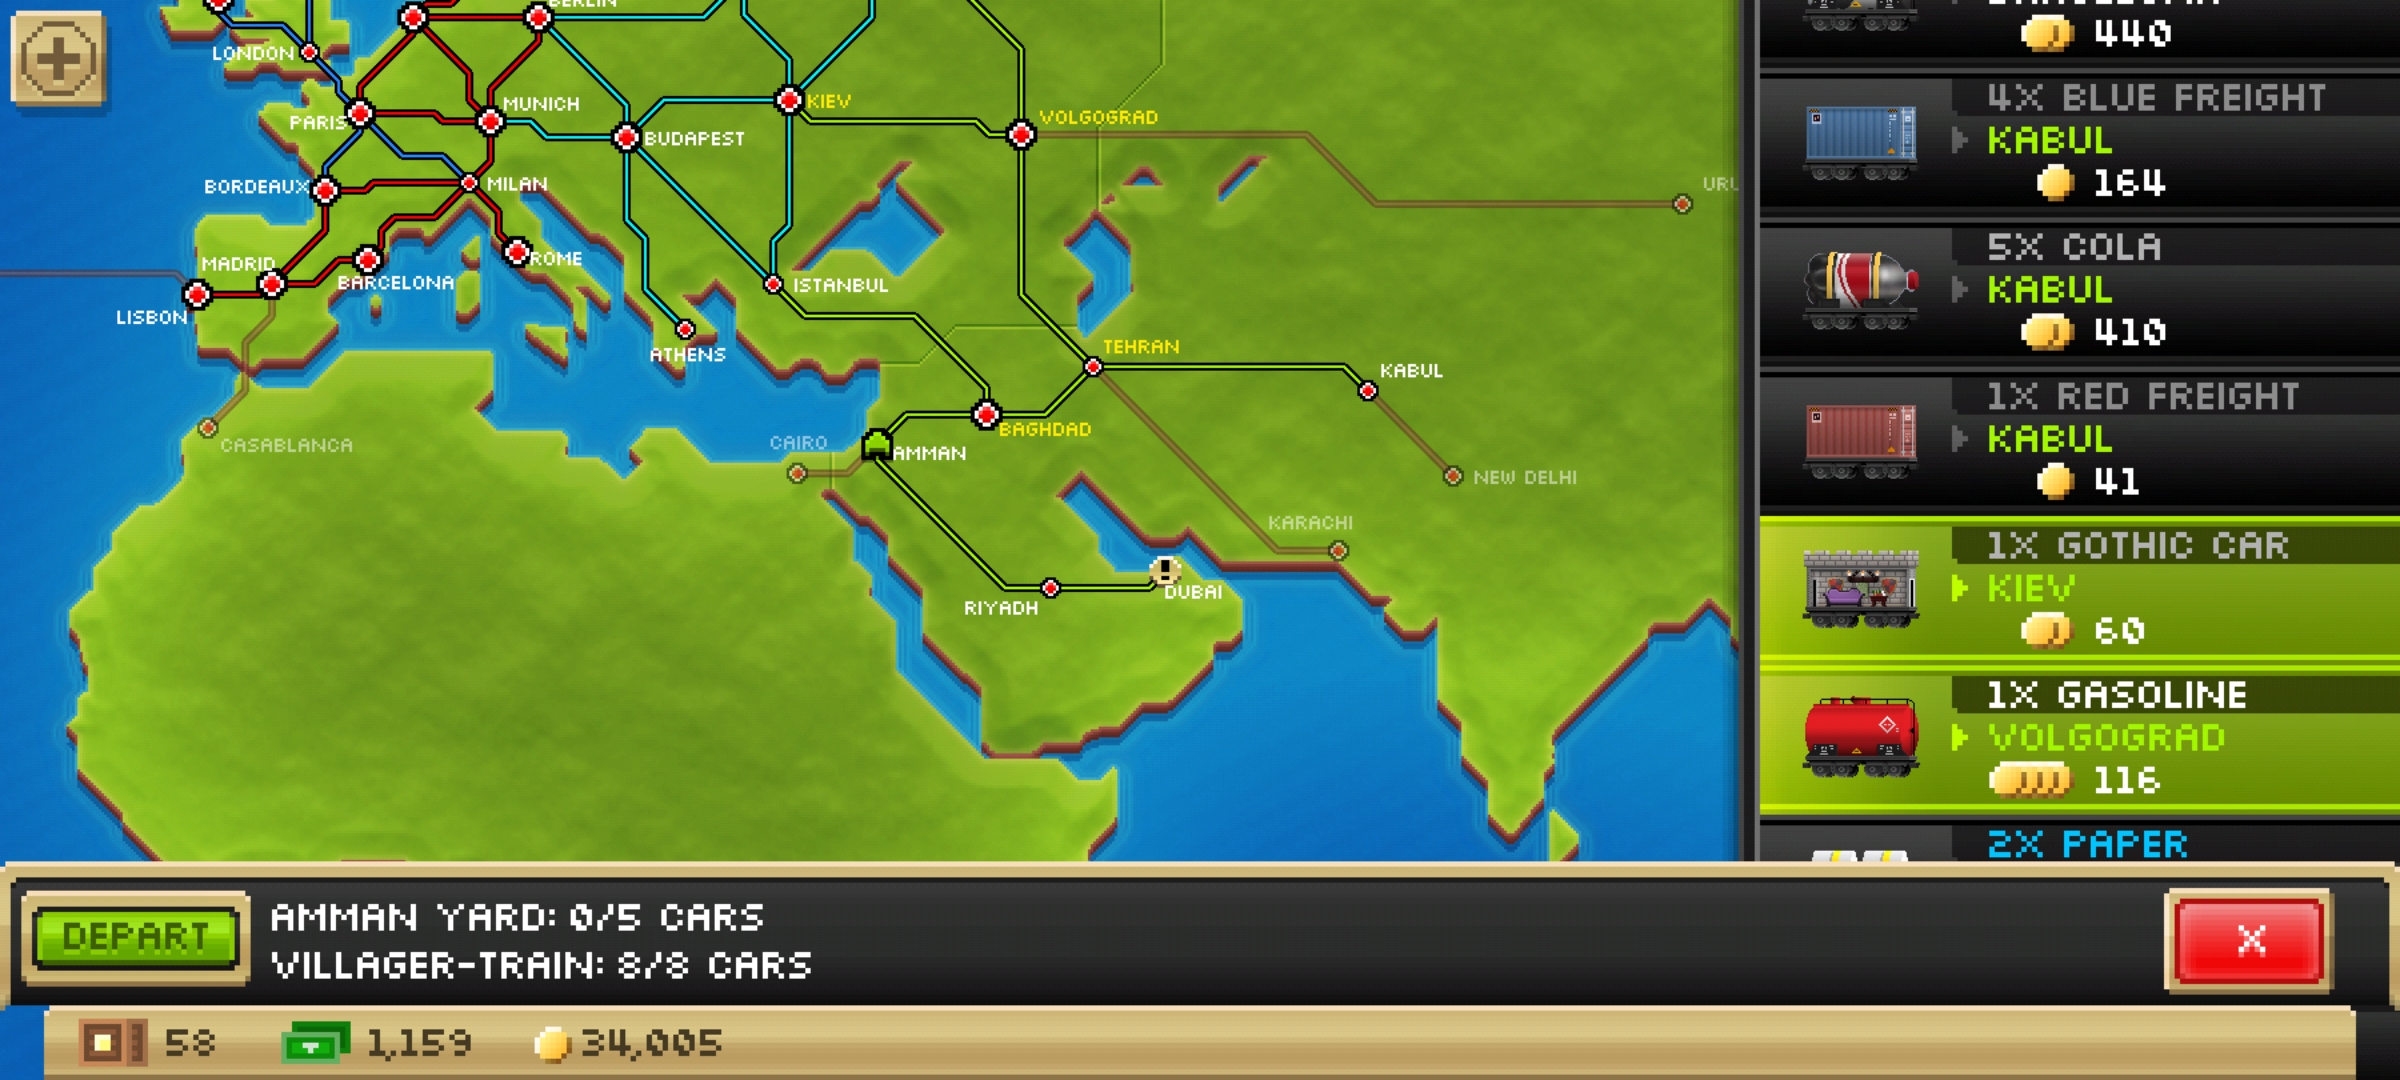 BERLIN
LONDON
MUNICH
KIEV
PARIS
VOLGOGRAD
BUDAPEST
BORDEAUX
MILAN
MADRID
ROME
BARCELONA
ISTANBUL
LISBON
ATHENS
TEHRAN
KABUL
CASABLANCA
CAIRO
BAGHDAD
AMMAN
NEW DELHI
KARACHI
DUBAI
RIYADH
440
4X BLUE FREIGHT
KABUL
164
5X COLA
KABUL
410
1X RED FREIGHT
KABUL
41
1X GOTHIC CAR
KIEV
60
1X GASOLINE
VOLGOGRAD
116
2X PAPER
DEPART
AMMAN YARD: 0/5 CARS
VILLAGER-TRAIN: 8/8 CARS
X
58
1,159
34,005